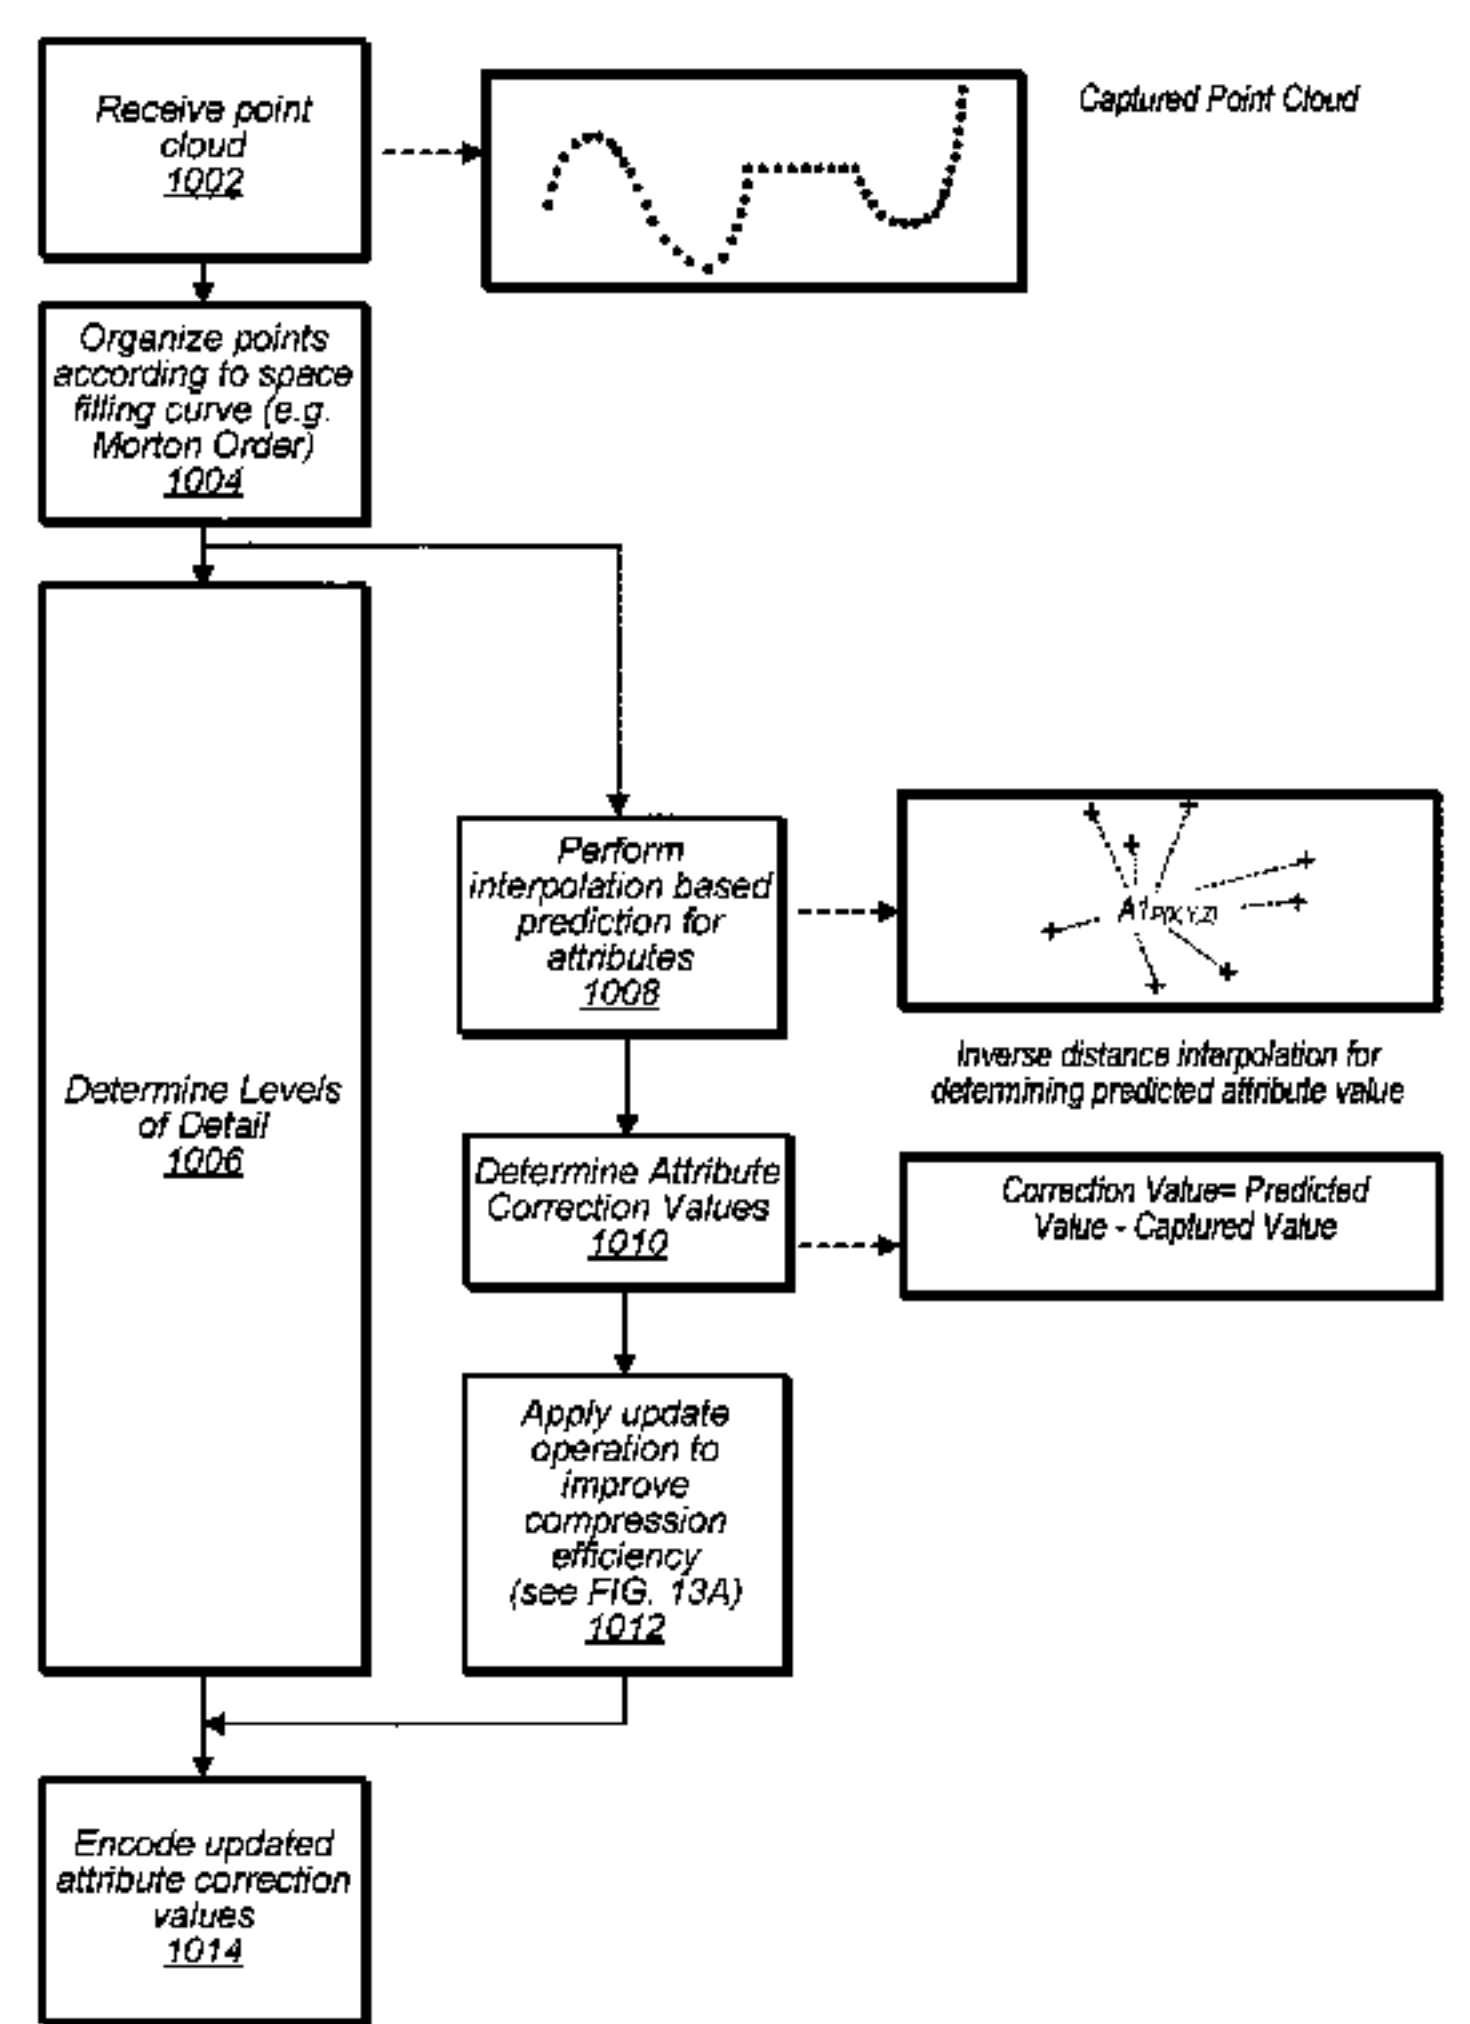 Receive point
cloud
1002
Captured Point Cloud
Organize points
according to space
filling curve (e.g.
Morton Order)
1004
Determine Levels
of Detail
1006
Perform
interpolation based
prediction for
attributes
1008
A1P(X,Y,Z)
Inverse distance interpolation for
determining predicted attribute value
Determine Attribute
Correction Values
1010
Correction Value= Predicted
Value - Captured Value
Apply update
operation to
improve
compression
efficiency
(see FIG. 13A)
1012
Encode updated
attribute correction
values
1014